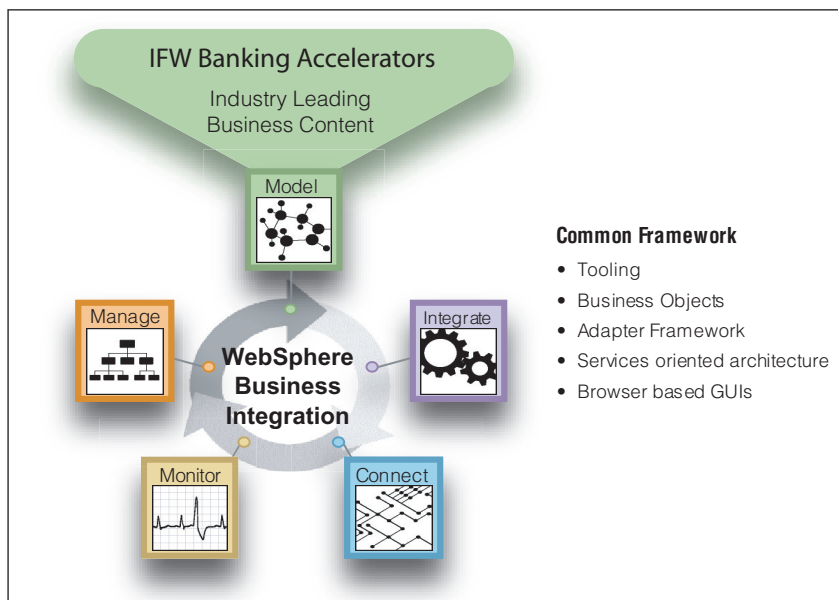 IFW Banking Accelerators
Industry Leading
Business Content
Model
Manage
Integrate
WebSphere
Business
Integration
Monitor
Connect
Common Framework
• Tooling
• Business Objects
• Adapter Framework
• Services oriented architecture
• Browser based GUIs